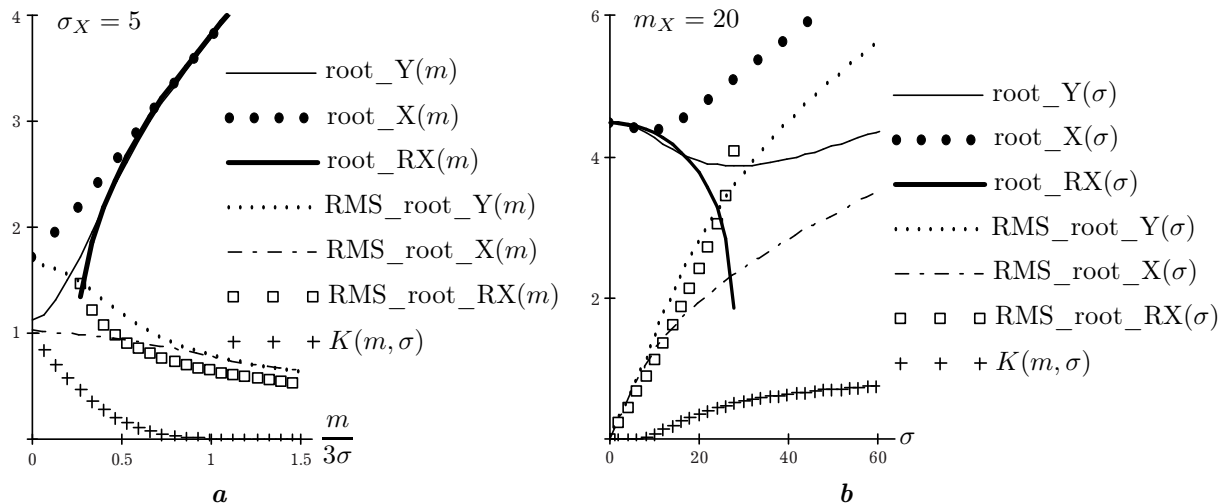 σ_X = 5
4
3
2
1
0
0.5
1
1.5
m
3σ
root_Y(m)
root_X(m)
root_RX(m)
RMS_root_Y(m)
RMS_root_X(m)
RMS_root_RX(m)
K(m, σ)
a
m_X = 20
6
4
2
0
0
20
40
60
σ
root_Y(σ)
root_X(σ)
root_RX(σ)
RMS_root_Y(σ)
RMS_root_X(σ)
RMS_root_RX(σ)
K(m, σ)
b